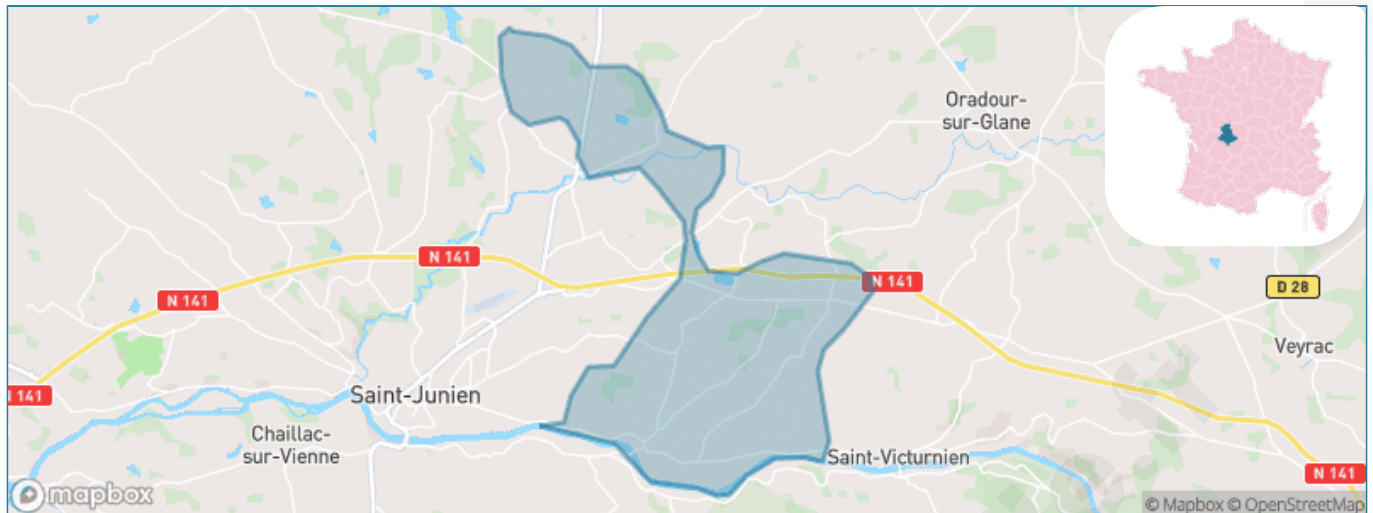 Oradour-
sur-Glane
N 141
N 141
N 141
D 28
Veyrac
141
Saint-Junien
Chaillac-
sur-Vienne
Saint-Victurnien
N 141
mapbox
© Mapbox © OpenStreetMap